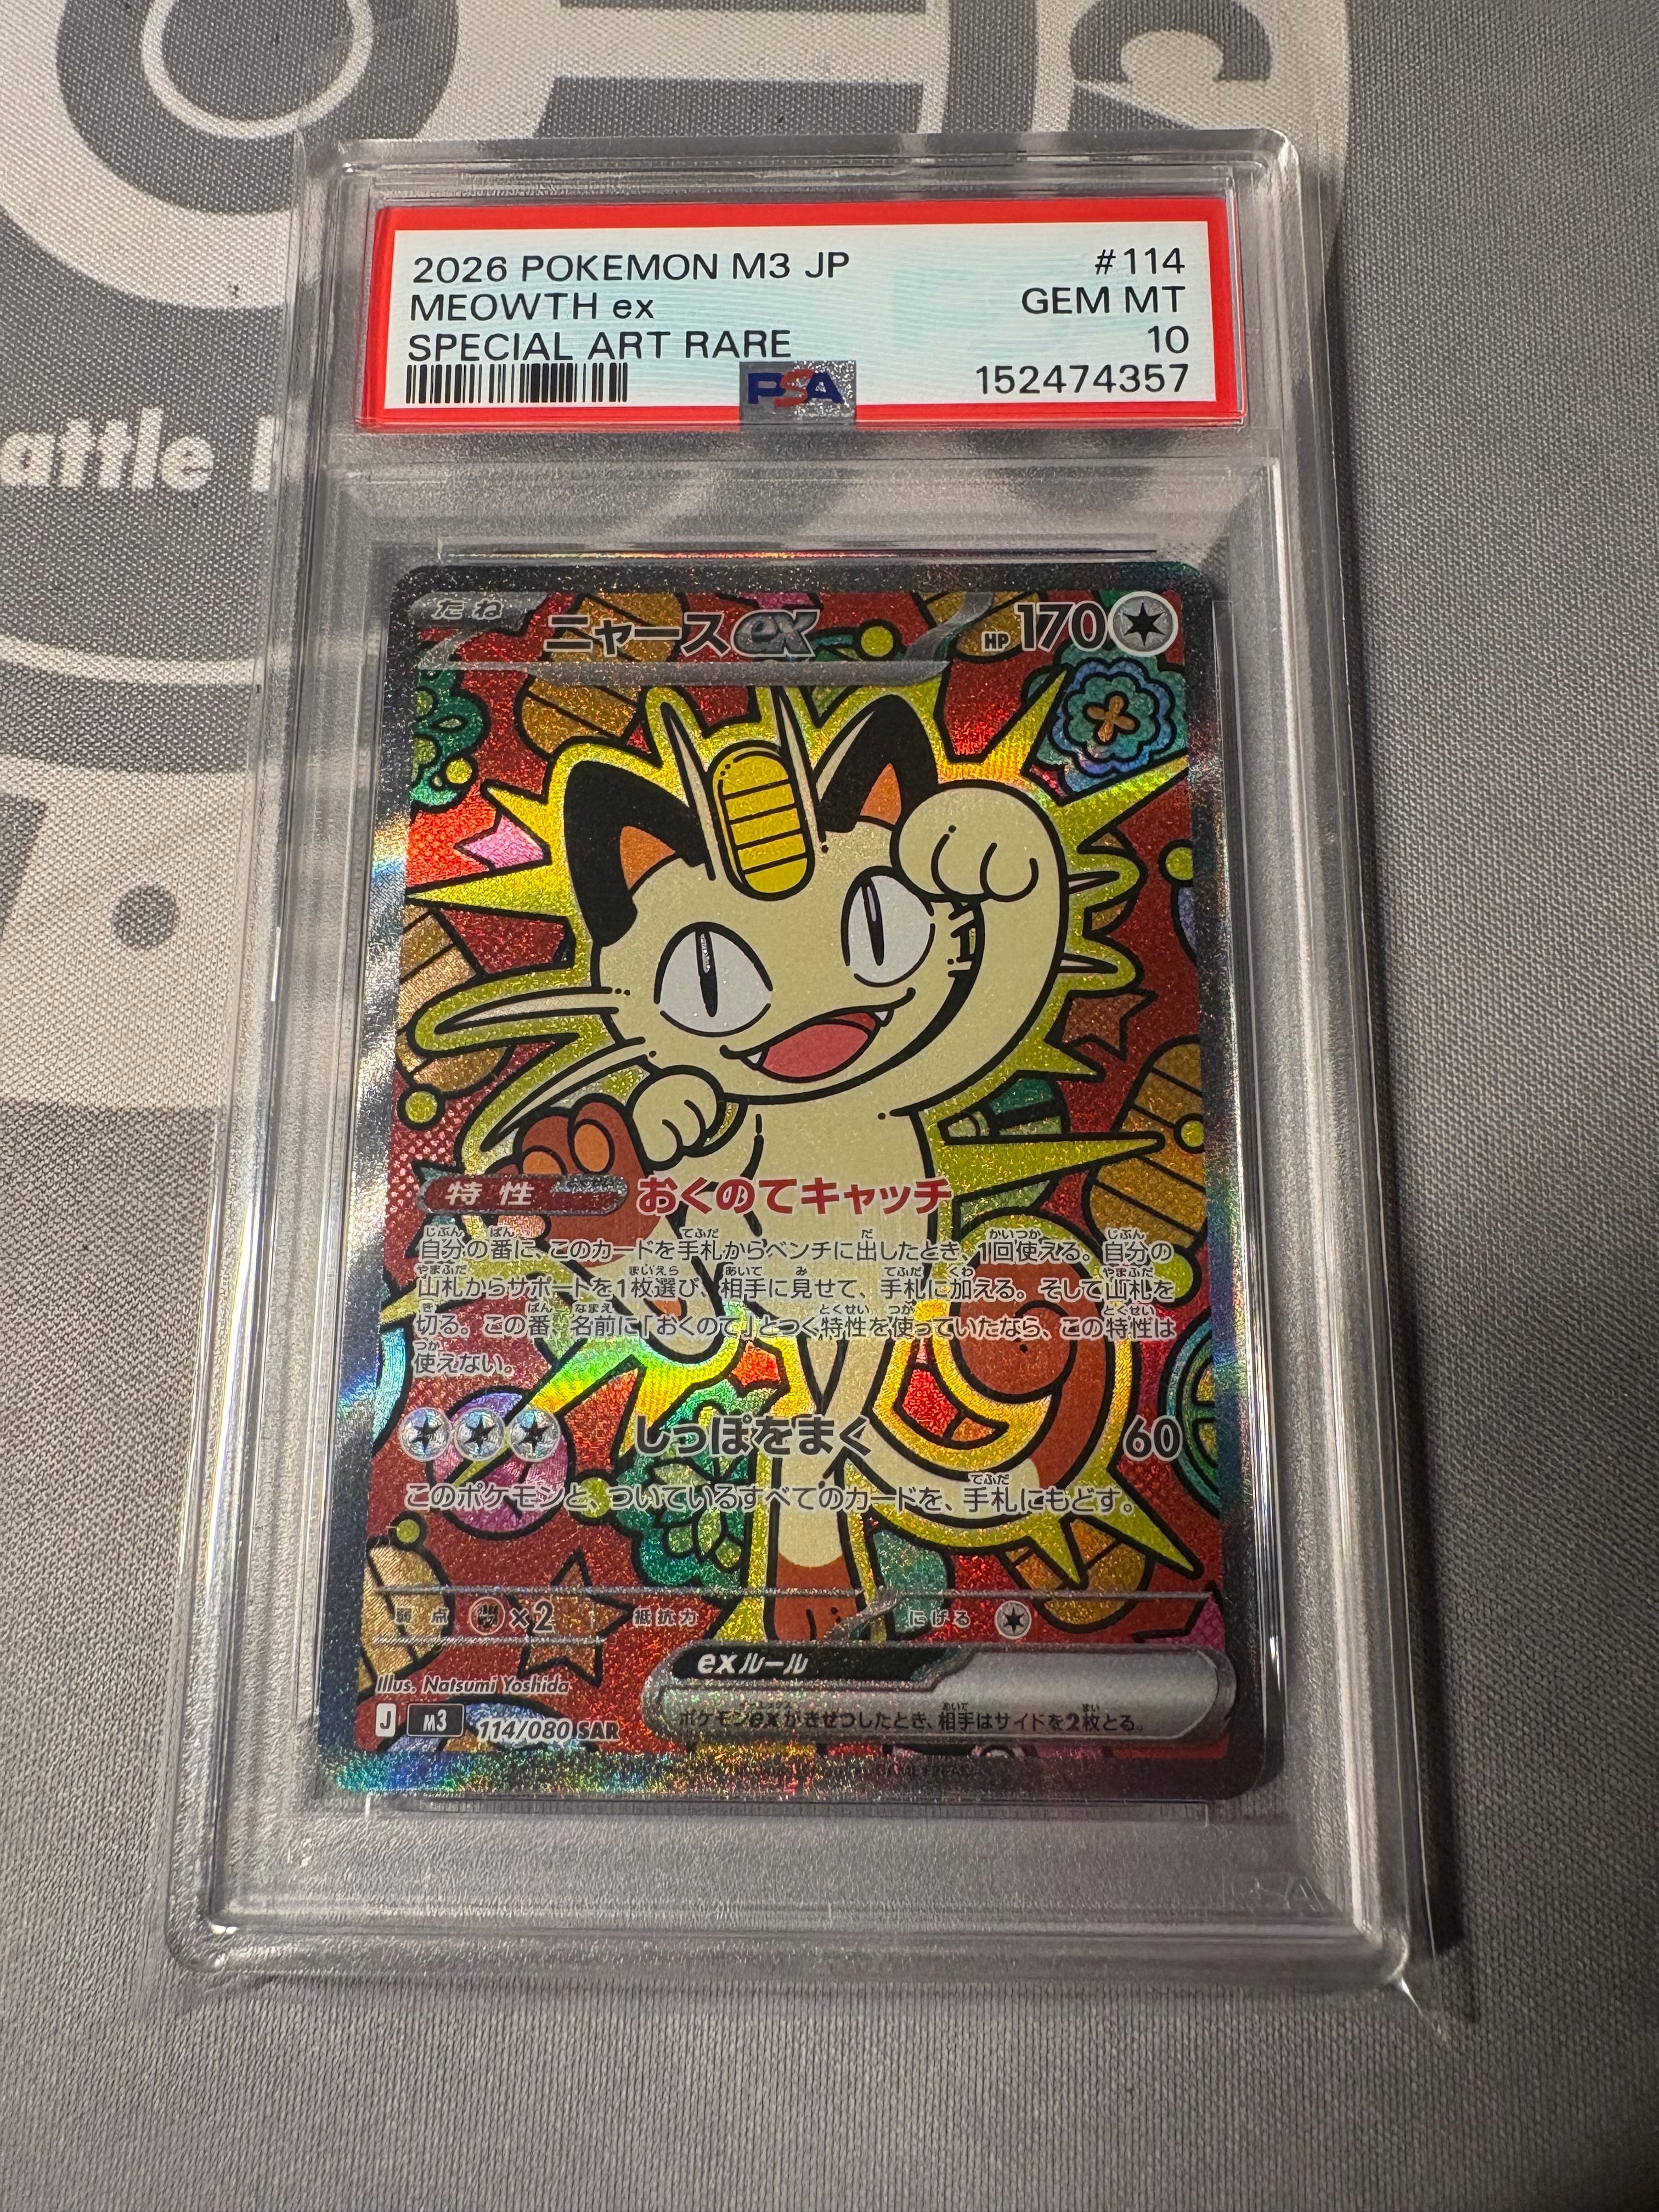 attle
2026 POKEMON M3 JP #114
MEOWTH ex GEM MT
SPECIAL ART RARE 10
PSA 152474357
たね ニャースex HP170
特性 おくのてキャッチ
自分の番に、このカードを手札からベンチに出したとき、1回使える。自分の
山札からサポートを1枚選び、相手に見せて、手札に加える。そして山札を
切る。この番、名前に「おくのて」とつく特性を使っていたなら、この特性は
使えない。
しっぽをまく 60
このポケモンと、ついているすべてのカードを、手札にもどす。
弱点 ×2 抵抗力 にげる
exルール
Illus. Natsumi Yoshida
ポケモンexがきぜつしたとき、相手はサイドを2枚とる。
J M3 114/080 SAR